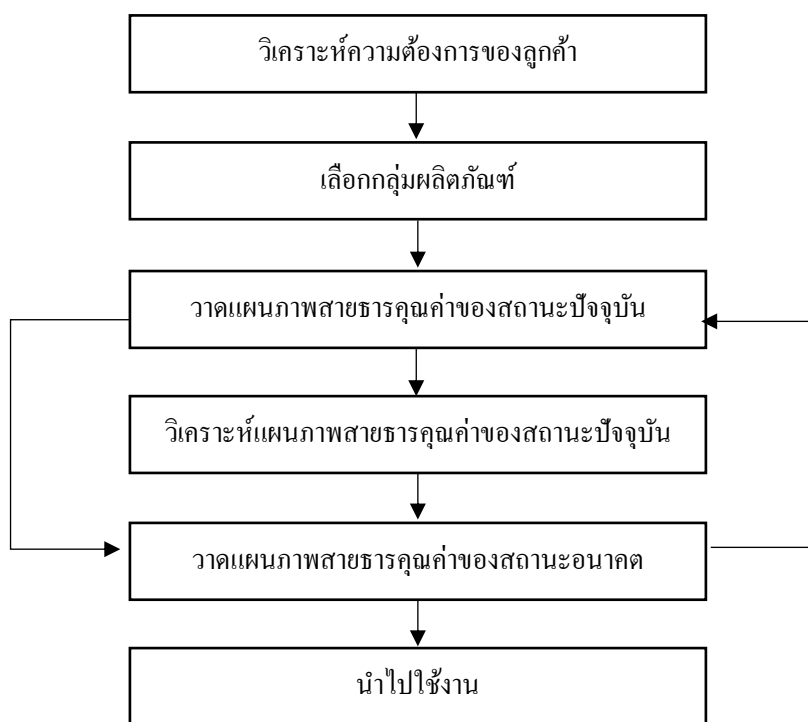 วิเคราะห์ความต้องการของลูกค้า
เลือกกลุ่มผลิตภัณฑ์
วาดแผนภาพสายธารคุณค่าของสถานะปัจจุบัน
วิเคราะห์แผนภาพสายธารคุณค่าของสถานะปัจจุบัน
วาดแผนภาพสายธารคุณค่าของสถานะอนาคต
นำไปใช้งาน